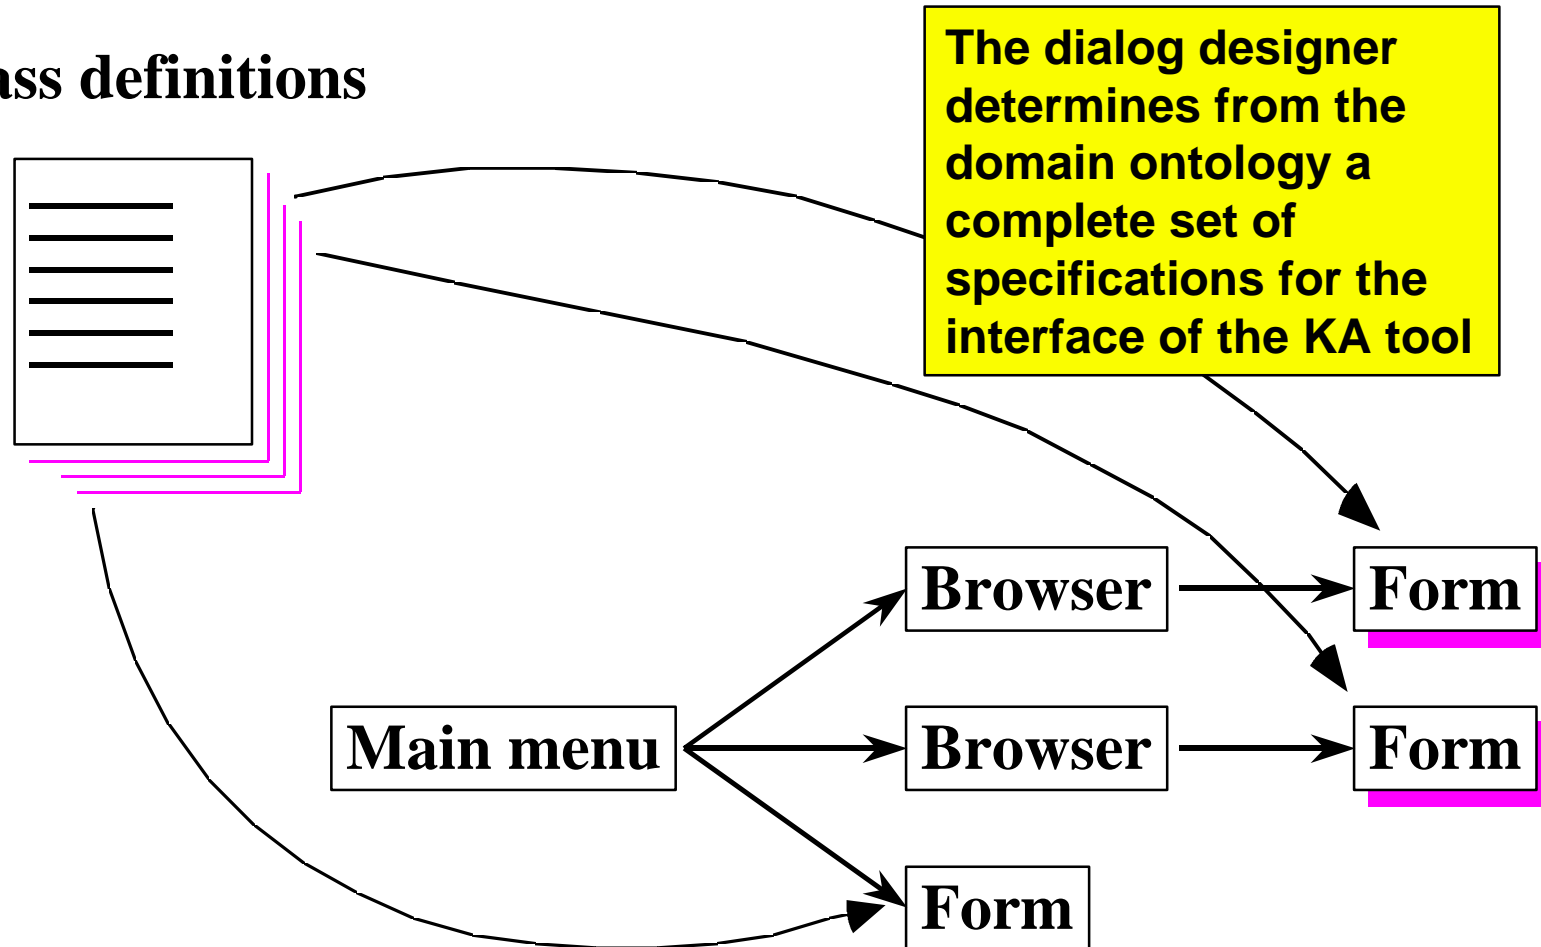 ass definitions
The dialog designer
determines from the
domain ontology a
complete set of
specifications for the
interface of the KA tool
Browser
Form
Main menu
Browser
Form
Form